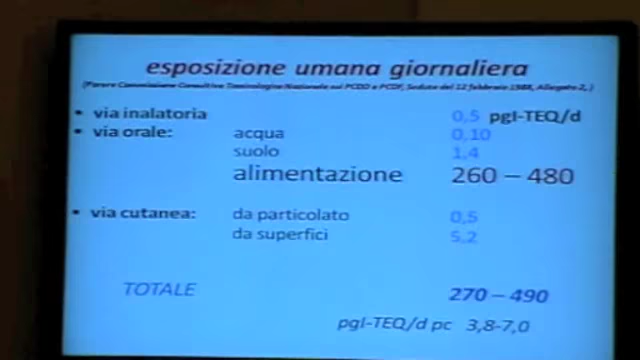 esposizione umana giornaliera
(Parere Commissione Consultiva Tossicologica Nazionale sui PCDD e PCDF, Seduta del 12 febbraio 1988, Allegato 2, )
• via inalatoria 0,5 pgI-TEQ/d
• via orale: acqua 0,10
suolo 1,4
alimentazione 260 – 480
• via cutanea: da particolato 0,5
da superfici 5,2
TOTALE 270 – 490
pgI-TEQ/d pc 3,8-7,0